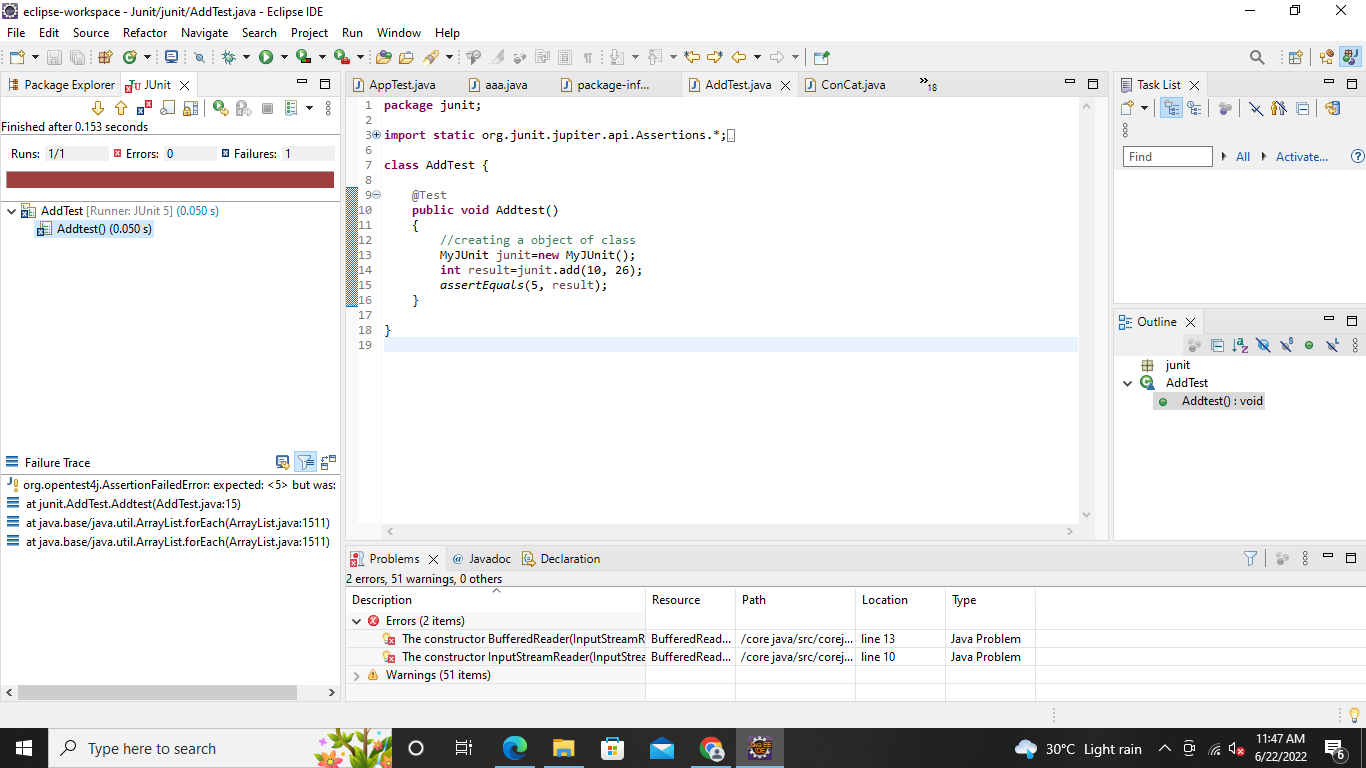 eclipse-workspace - Junit/junit/AddTest.java - Eclipse IDE
File Edit Source Refactor Navigate Search Project Run Window Help
Package Explorer JUnit
Finished after 0.153 seconds
Runs: 1/1 Errors: 0 Failures: 1
AddTest [Runner: JUnit 5] (0.050 s)
Addtest() (0.050 s)
Failure Trace
org.opentest4j.AssertionFailedError: expected: <5> but was:
at junit.AddTest.Addtest(AddTest.java:15)
at java.base/java.util.ArrayList.forEach(ArrayList.java:1511)
at java.base/java.util.ArrayList.forEach(ArrayList.java:1511)
AppTest.java aaa.java package-inf... AddTest.java ConCat.java »18
1 package junit;
2
3 import static org.junit.jupiter.api.Assertions.*;
6
7 class AddTest {
8
9 @Test
10 public void Addtest()
11 {
12 //creating a object of class
13 MyJUnit junit=new MyJUnit();
14 int result=junit.add(10, 26);
15 assertEquals(5, result);
16 }
17
18 }
19
Task List
Find All Activate...
Outline
junit
AddTest
Addtest() : void
Problems @ Javadoc Declaration
2 errors, 51 warnings, 0 others
Description Resource Path Location Type
Errors (2 items)
The constructor BufferedReader(InputStreamR BufferedRead... /core java/src/corej... line 13 Java Problem
The constructor InputStreamReader(InputStrea BufferedRead... /core java/src/corej... line 10 Java Problem
Warnings (51 items)
Type here to search
30°C Light rain
11:47 AM
6/22/2022
6